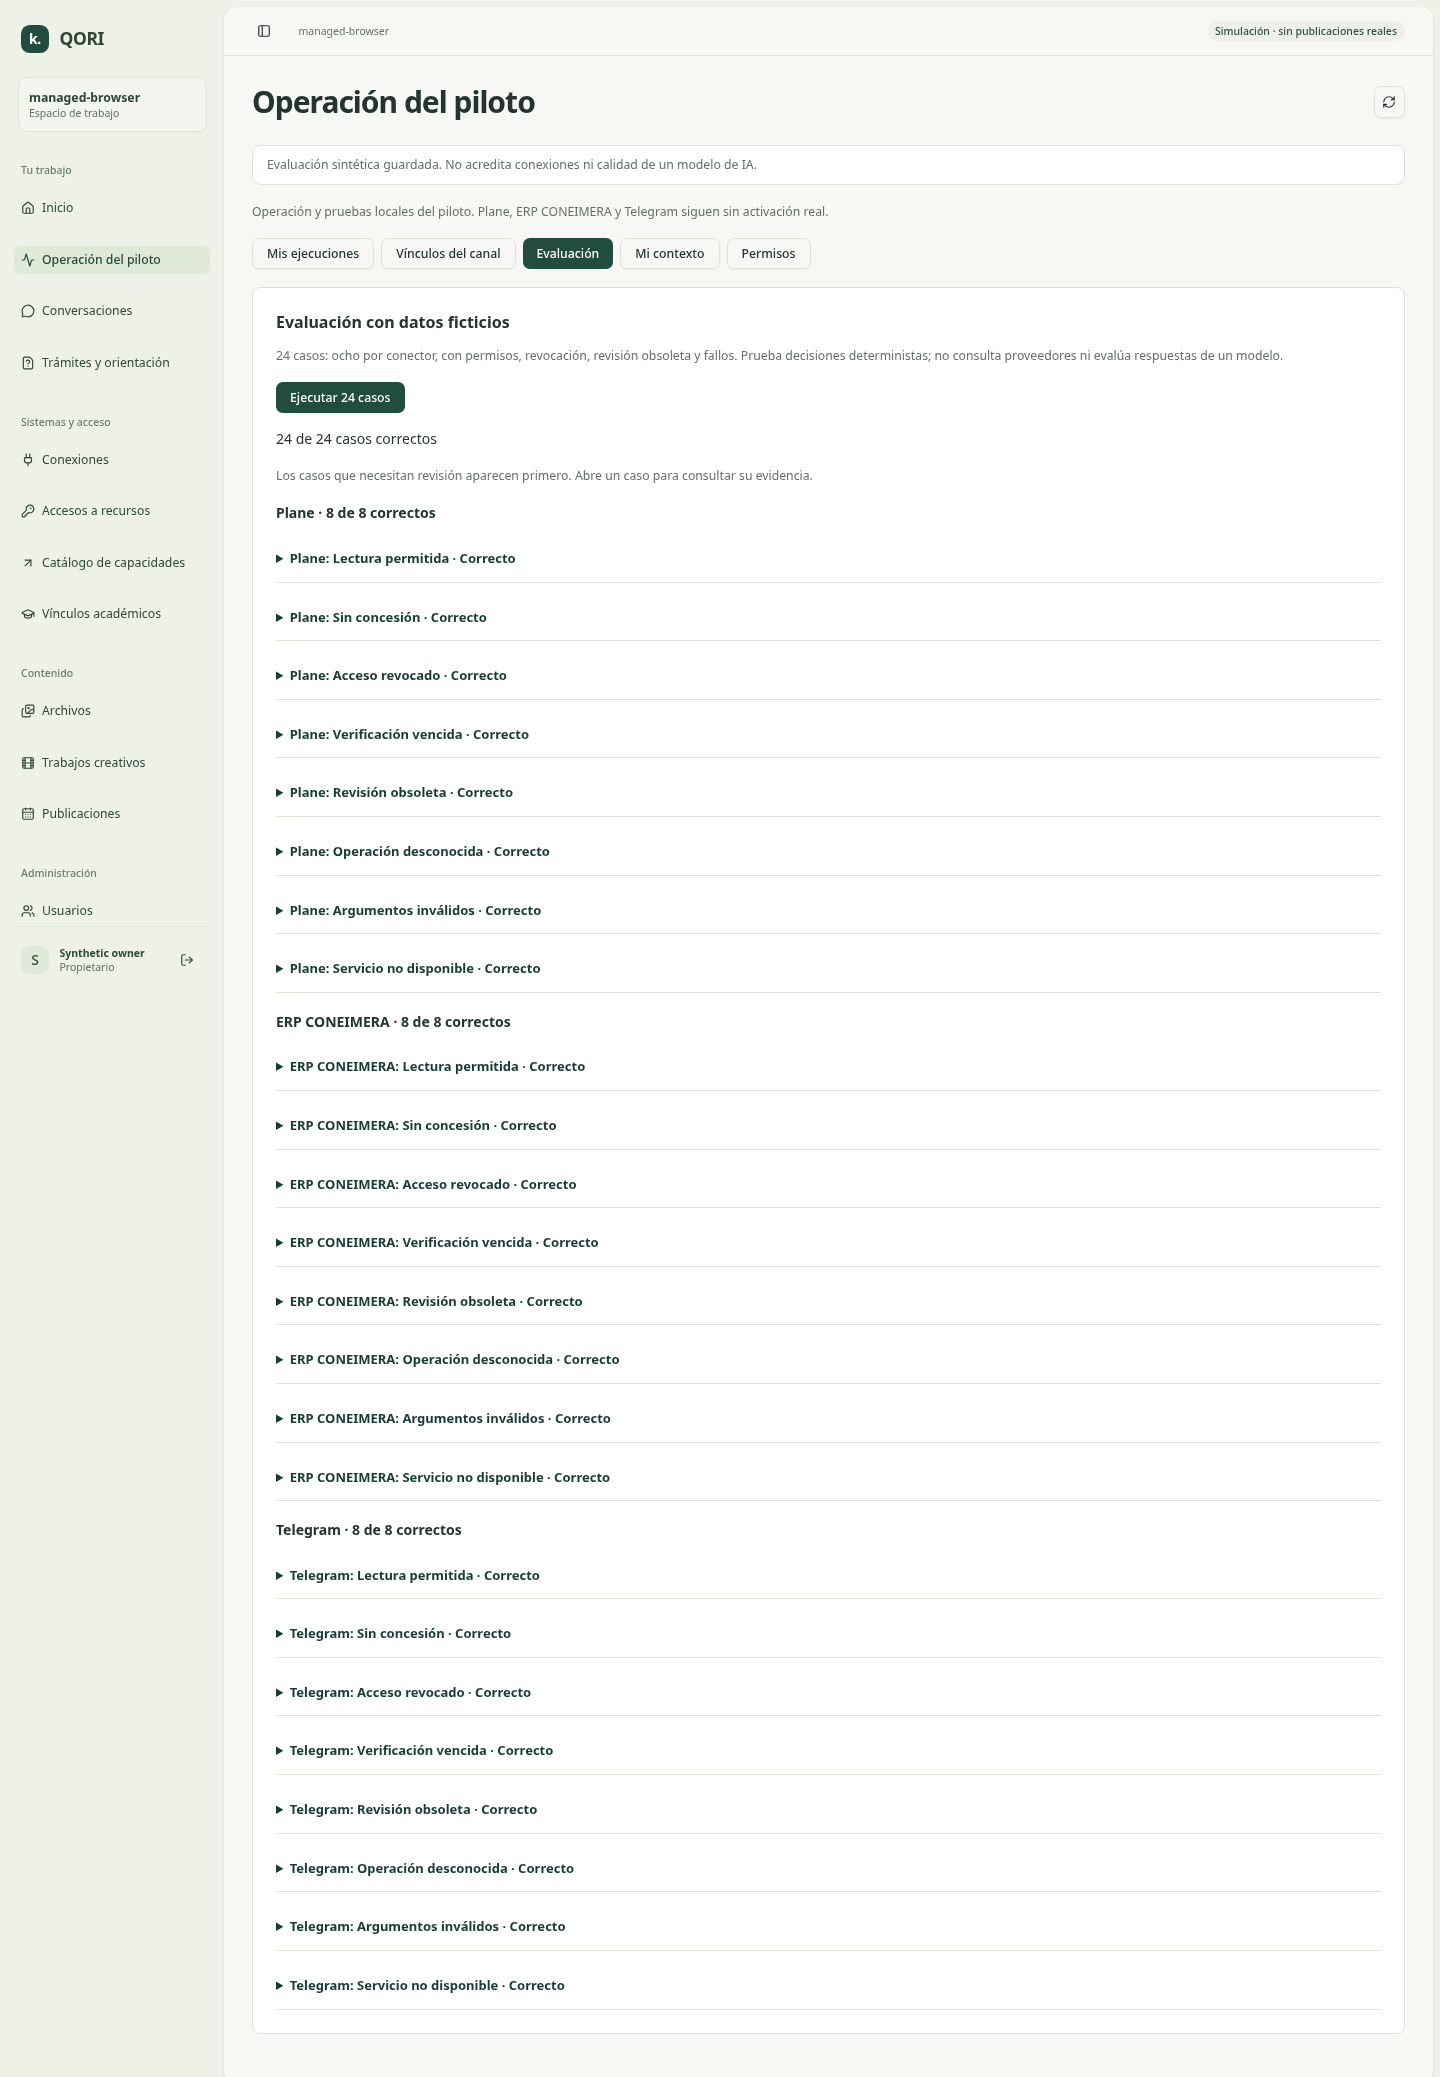 k. QORI
managed-browser
Espacio de trabajo
Tu trabajo
Inicio
Operación del piloto
Conversaciones
Trámites y orientación
Sistemas y acceso
Conexiones
Accesos a recursos
Catálogo de capacidades
Vínculos académicos
Contenido
Archivos
Trabajos creativos
Publicaciones
Administración
Usuarios
S
Synthetic owner
Propietario
managed-browser
Simulación · sin publicaciones reales
Operación del piloto
Evaluación sintética guardada. No acredita conexiones ni calidad de un modelo de IA.
Operación y pruebas locales del piloto. Plane, ERP CONEIMERA y Telegram siguen sin activación real.
Mis ejecuciones
Vínculos del canal
Evaluación
Mi contexto
Permisos
Evaluación con datos ficticios
24 casos: ocho por conector, con permisos, revocación, revisión obsoleta y fallos. Prueba decisiones deterministas; no consulta proveedores ni evalúa respuestas de un modelo.
Ejecutar 24 casos
24 de 24 casos correctos
Los casos que necesitan revisión aparecen primero. Abre un caso para consultar su evidencia.
Plane · 8 de 8 correctos
Plane: Lectura permitida · Correcto
Plane: Sin concesión · Correcto
Plane: Acceso revocado · Correcto
Plane: Verificación vencida · Correcto
Plane: Revisión obsoleta · Correcto
Plane: Operación desconocida · Correcto
Plane: Argumentos inválidos · Correcto
Plane: Servicio no disponible · Correcto
ERP CONEIMERA · 8 de 8 correctos
ERP CONEIMERA: Lectura permitida · Correcto
ERP CONEIMERA: Sin concesión · Correcto
ERP CONEIMERA: Acceso revocado · Correcto
ERP CONEIMERA: Verificación vencida · Correcto
ERP CONEIMERA: Revisión obsoleta · Correcto
ERP CONEIMERA: Operación desconocida · Correcto
ERP CONEIMERA: Argumentos inválidos · Correcto
ERP CONEIMERA: Servicio no disponible · Correcto
Telegram · 8 de 8 correctos
Telegram: Lectura permitida · Correcto
Telegram: Sin concesión · Correcto
Telegram: Acceso revocado · Correcto
Telegram: Verificación vencida · Correcto
Telegram: Revisión obsoleta · Correcto
Telegram: Operación desconocida · Correcto
Telegram: Argumentos inválidos · Correcto
Telegram: Servicio no disponible · Correcto